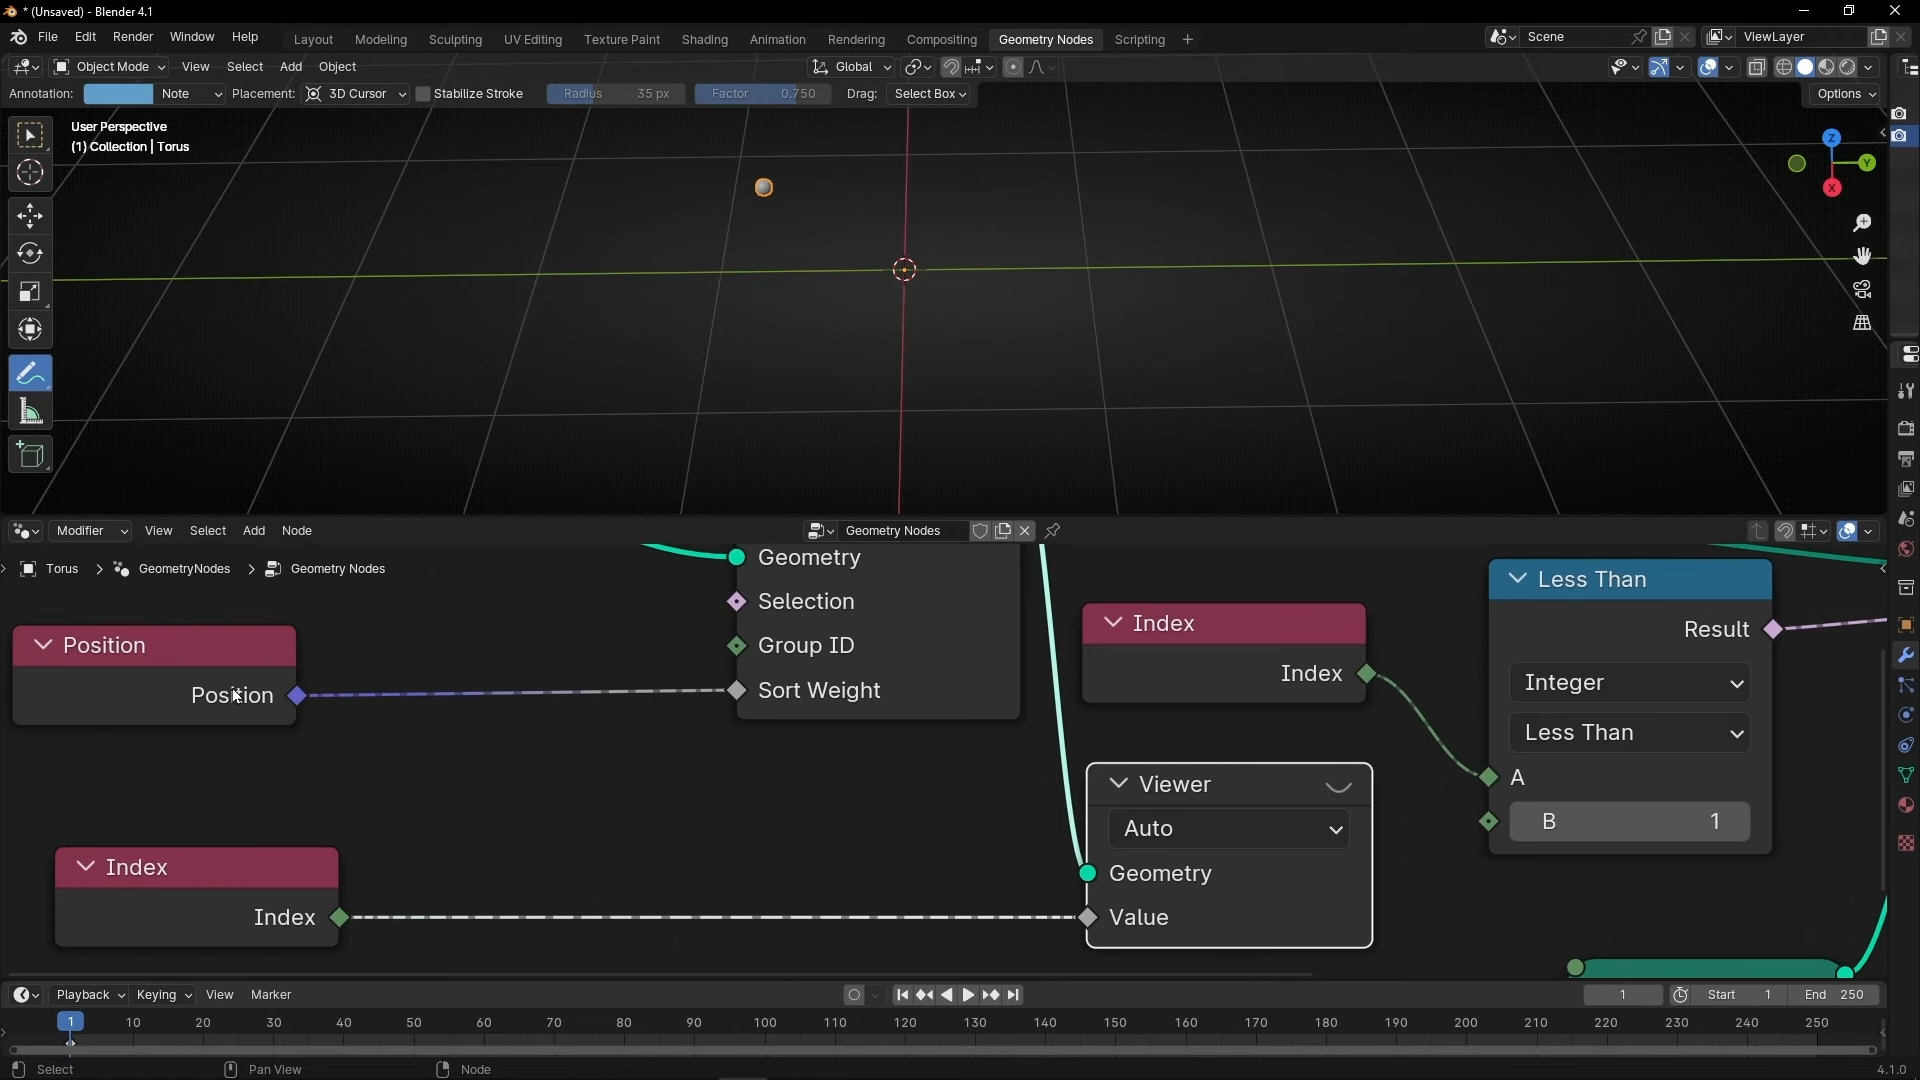 * (Unsaved) - Blender 4.1
File Edit Render Window Help Layout Modeling Sculpting UV Editing Texture Paint Shading Animation Rendering Compositing Geometry Nodes Scripting + Scene ViewLayer
Object Mode View Select Add Object Global
Annotation: Note Placement: 3D Cursor Stabilize Stroke Radius 35 px Factor 0.750 Drag: Select Box Options
User Perspective
(1) Collection | Torus
Z
Y
X
Modifier View Select Add Node Geometry Nodes
Torus > GeometryNodes > Geometry Nodes
Geometry
Selection
Group ID
Sort Weight
Position
Position
Index
Index
Less Than
Result
Integer
Less Than
A
B 1
Viewer
Auto
Geometry
Value
Index
Index
Playback Keying View Marker 1 Start 1 End 250
1 10 20 30 40 50 60 70 80 90 100 110 120 130 140 150 160 170 180 190 200 210 220 230 240 250
Select Pan View Node 4.1.0